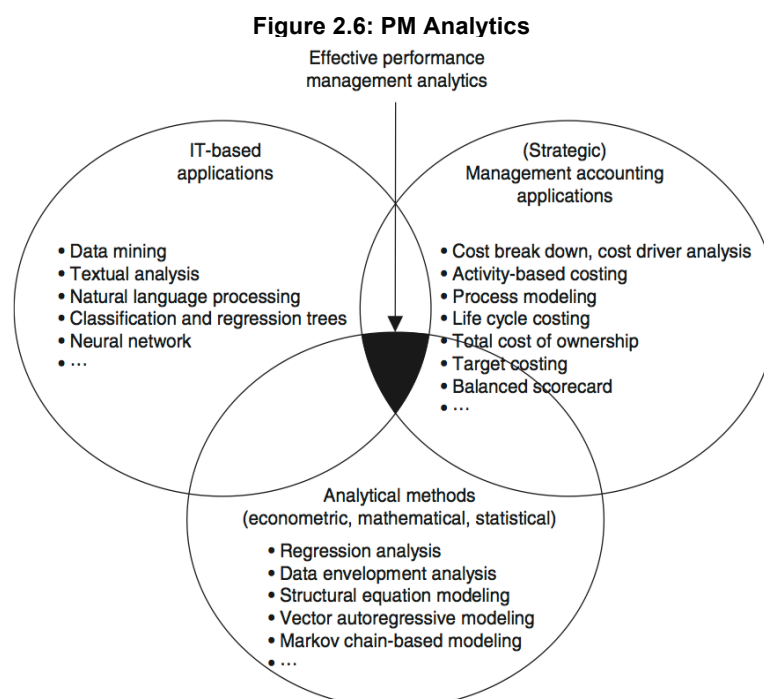 Figure 2.6: PM Analytics
Effective performance
management analytics
IT-based
applications
• Data mining
• Textual analysis
• Natural language processing
• Classification and regression trees
• Neural network
• ...
(Strategic)
Management accounting
applications
• Cost break down, cost driver analysis
• Activity-based costing
• Process modeling
• Life cycle costing
• Total cost of ownership
• Target costing
• Balanced scorecard
• ...
Analytical methods
(econometric, mathematical, statistical)
• Regression analysis
• Data envelopment analysis
• Structural equation modeling
• Vector autoregressive modeling
• Markov chain-based modeling
• ...